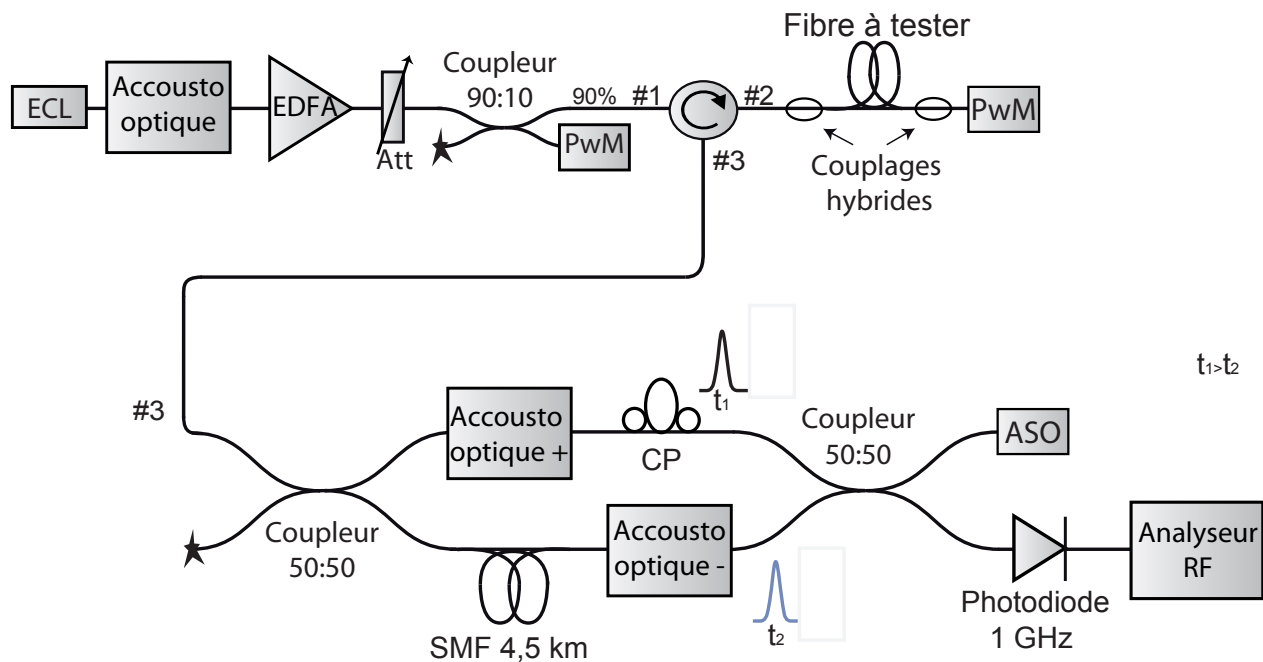 Fibre à tester
ECL
Accousto
optique
EDFA
Att
Coupleur
90:10
90%
#1
PwM
#2
#3
PwM
Couplages
hybrides
#3
Coupleur
50:50
Accousto
optique +
CP
t1
SMF 4,5 km
Accousto
optique -
t2
Coupleur
50:50
t1>t2
ASO
Photodiode
1 GHz
Analyseur
RF